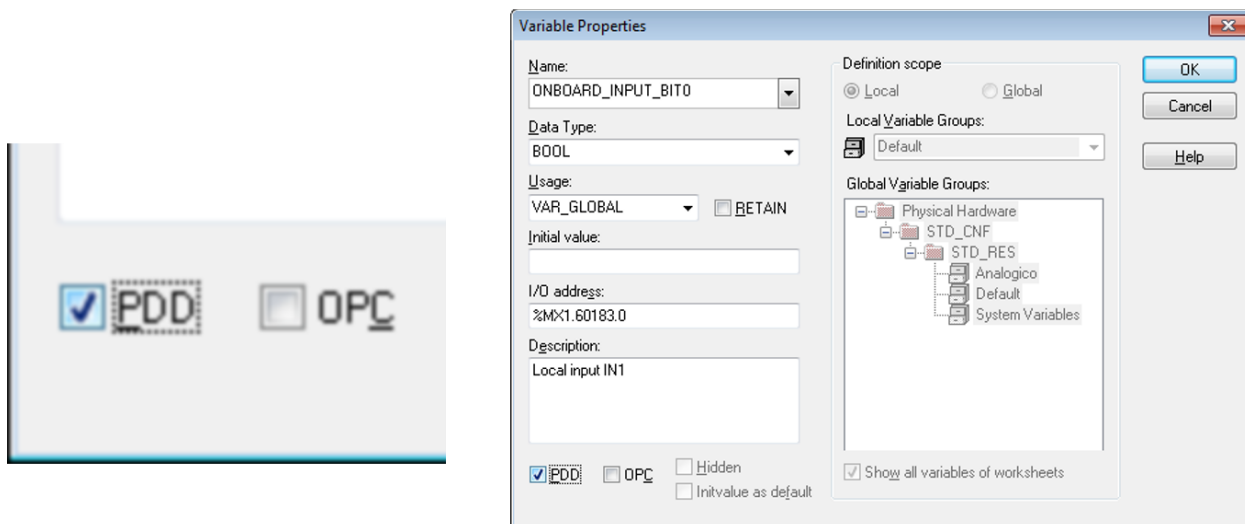 PDD OPC
Variable Properties
Name:
ONBOARD_INPUT_BIT0
Data Type:
BOOL
Usage:
VAR_GLOBAL RETAIN
Initial value:
I/O address:
%MX1.60183.0
Description:
Local input IN1
PDD OPC Hidden
Initvalue as default
Definition scope
Local Global
Local Variable Groups:
Default
Global Variable Groups:
Physical Hardware
STD_CNF
STD_RES
Analogico
Default
System Variables
Show all variables of worksheets
OK
Cancel
Help